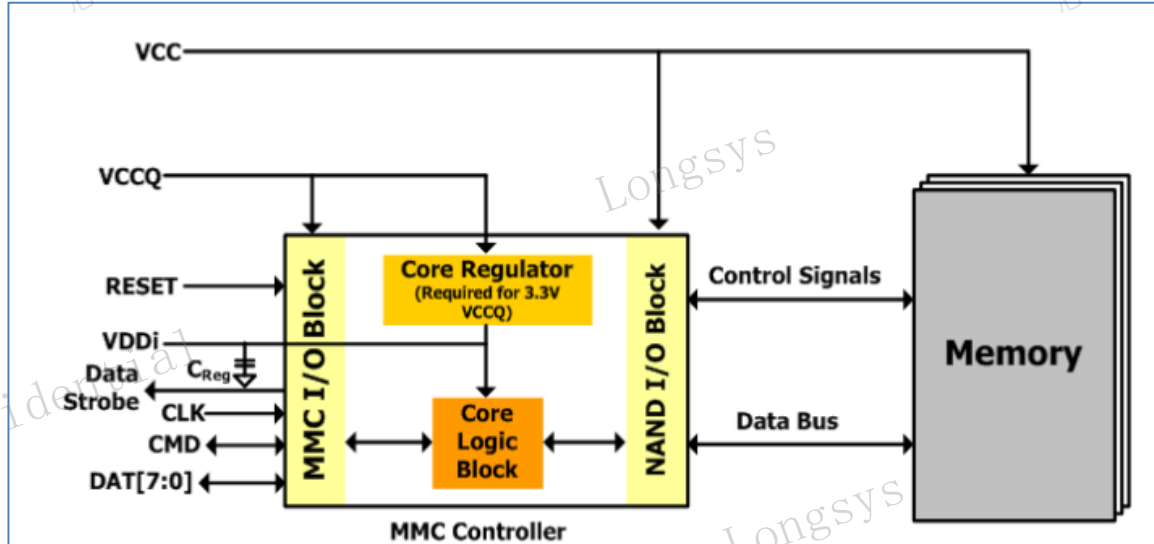 VCC
VCCQ
Longsys
RESET
VDDi
CReg
Data
Strobe
CLK
CMD
DAT[7:0]
MMC I/O Block
Core Regulator
(Required for 3.3V
VCCQ)
Core
Logic
Block
NAND I/O Block
Control Signals
Data Bus
Memory
MMC Controller
idential
Longsys